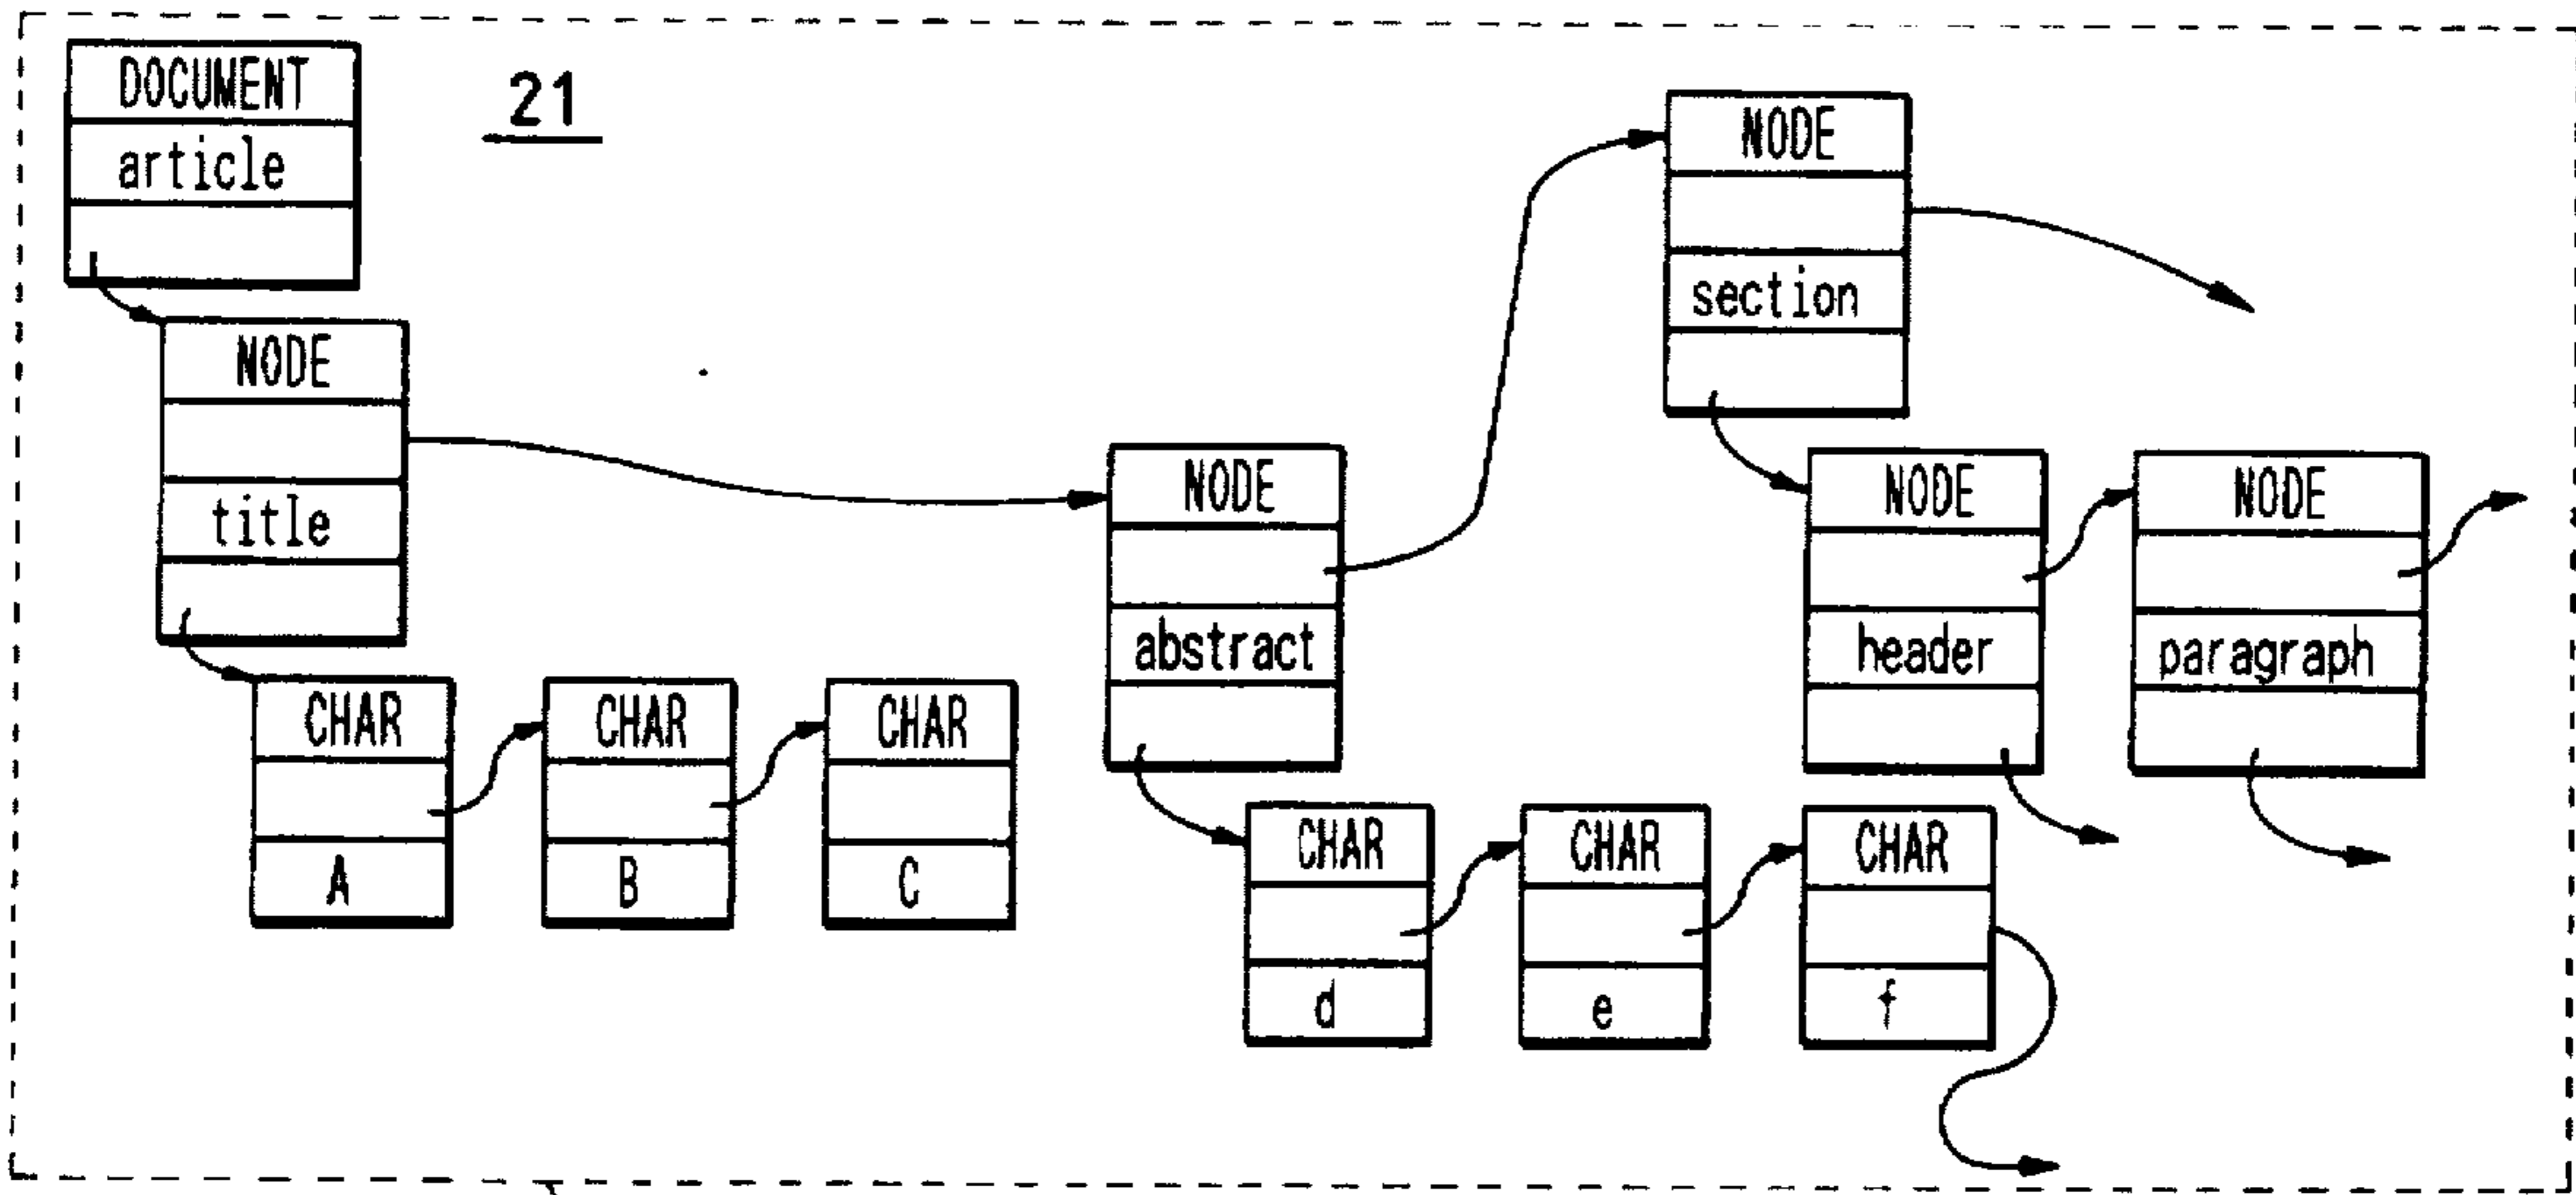 DOCUMENT
article
21
NODE
title
CHAR
A
CHAR
B
CHAR
C
NODE
abstract
CHAR
d
CHAR
e
CHAR
f
NODE
section
NODE
header
NODE
paragraph